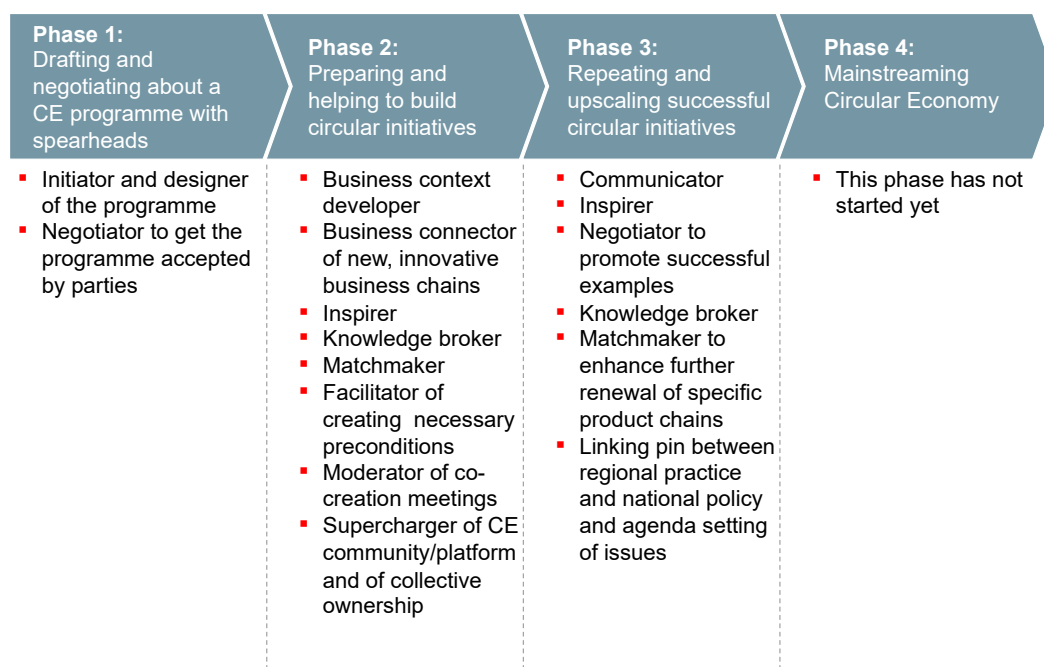 Phase 1:
Drafting and
negotiating about a
CE programme with
spearheads
Phase 2:
Preparing and
helping to build
circular initiatives
Phase 3:
Repeating and
upscaling successful
circular initiatives
Phase 4:
Mainstreaming
Circular Economy
Initiator and designer
of the programme
Negotiator to get the
programme accepted
by parties
Business context
developer
Business connector
of new, innovative
business chains
Inspirer
Knowledge broker
Matchmaker
Facilitator of
creating necessary
preconditions
Moderator of co-
creation meetings
Supercharger of CE
community/platform
and of collective
ownership
Communicator
Inspirer
Negotiator to
promote successful
examples
Knowledge broker
Matchmaker to
enhance further
renewal of specific
product chains
Linking pin between
regional practice
and national policy
and agenda setting
of issues
This phase has not
started yet